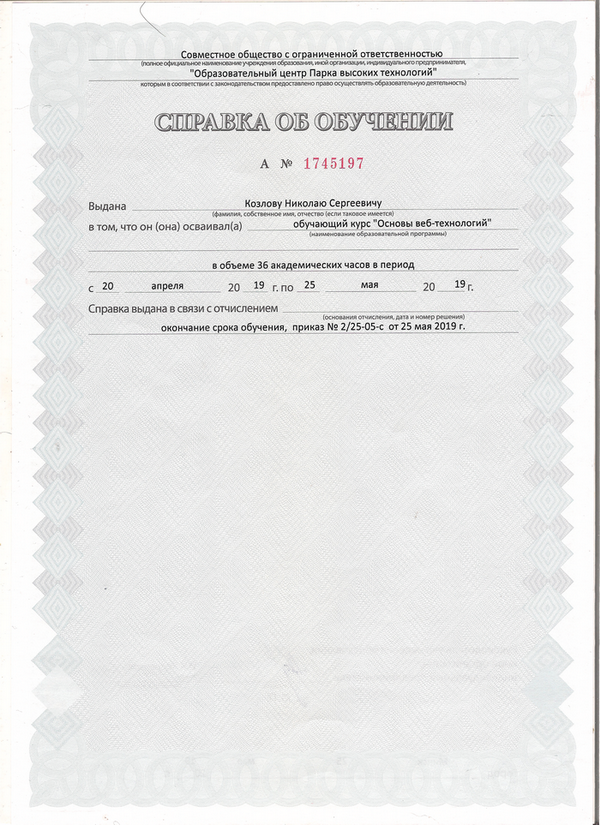 Совместное общество с ограниченной ответственностью
(полное официальное наименование учреждения образования, иной организации, индивидуального предпринимателя,
"Образовательный центр Парка высоких технологий"
которым в соответствии с законодательством предоставлено право осуществлять образовательную деятельность)
СПРАВКА ОБ ОБУЧЕНИИ
А № 1745197
Выдана Козлову Николаю Сергеевичу
(фамилия, собственное имя, отчество (если таковое имеется)
в том, что он (она) осваивал(а) обучающий курс "Основы веб-технологий"
(наименование образовательной программы)
в объеме 36 академических часов в период
с 20 апреля 20 19 г. по 25 мая 20 19 г.
Справка выдана в связи с отчислением
(основания отчисления, дата и номер решения)
окончание срока обучения, приказ № 2/25-05-с от 25 мая 2019 г.